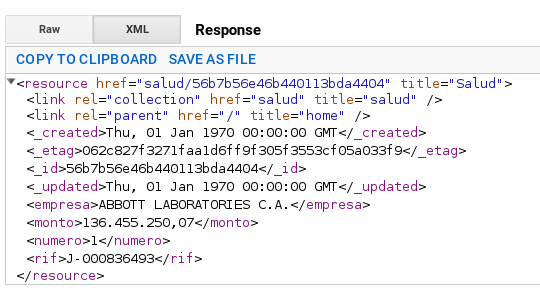 Raw XML Response
COPY TO CLIPBOARD SAVE AS FILE
<resource href="salud/56b7b56e46b440113bda4404" title="Salud">
<link rel="collection" href="salud" title="salud" />
<link rel="parent" href="/" title="home" />
<_created>Thu, 01 Jan 1970 00:00:00 GMT</_created>
<_etag>062c827f3271faa1d6ff9f305f3553cf05a033f9</_etag>
<_id>56b7b56e46b440113bda4404</_id>
<_updated>Thu, 01 Jan 1970 00:00:00 GMT</_updated>
<empresa>ABBOTT LABORATORIES C.A.</empresa>
<monto>136.455.250,07</monto>
<numero>1</numero>
<rif>J-000836493</rif>
</resource>